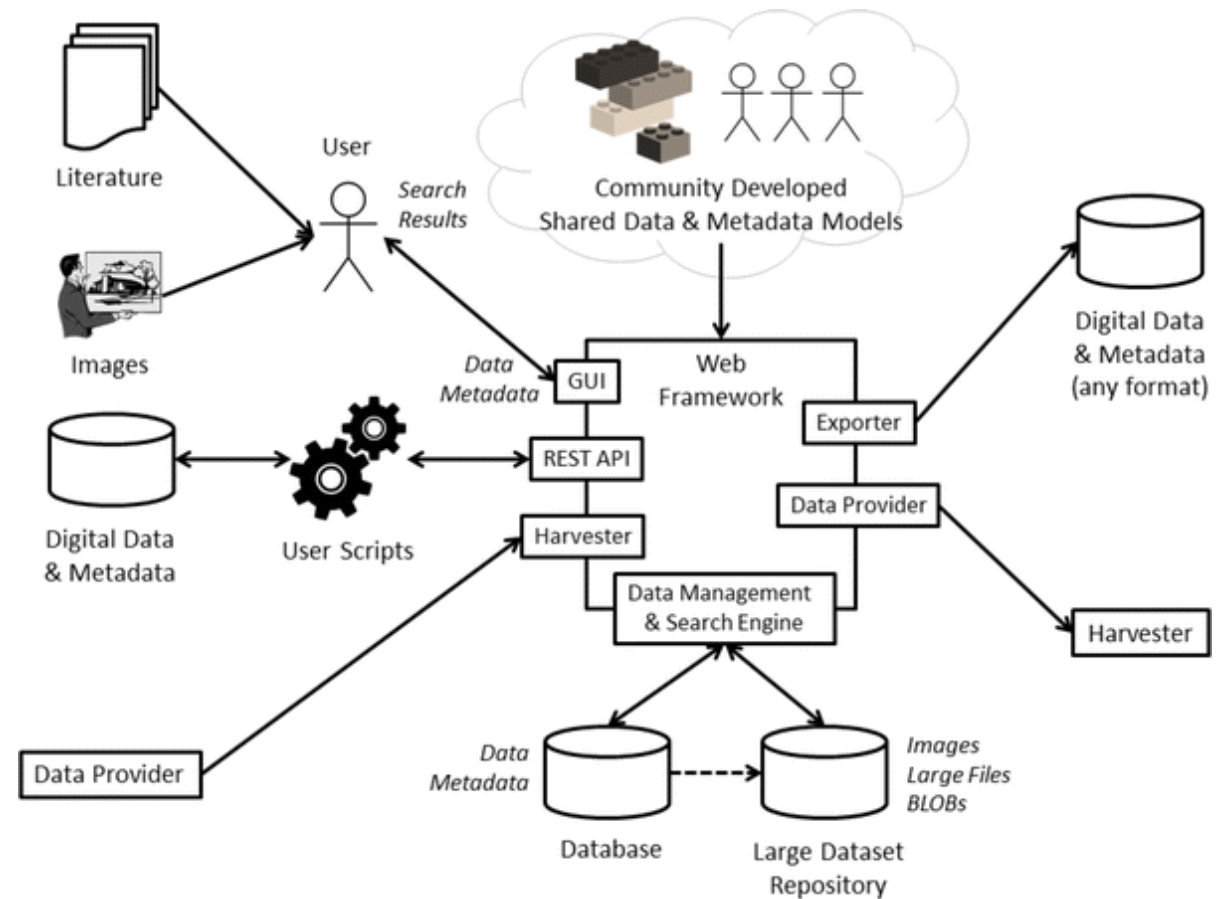 Literature
User
Search
Results
Community Developed
Shared Data & Metadata Models
Images
Data
Metadata
GUI
Web
Framework
Digital Data
& Metadata
(any format)
Exporter
REST API
Data Provider
Digital Data
& Metadata
User Scripts
Harvester
Data Management
& Search Engine
Harvester
Data Provider
Data
Metadata
Images
Large Files
BLOBs
Database
Large Dataset
Repository